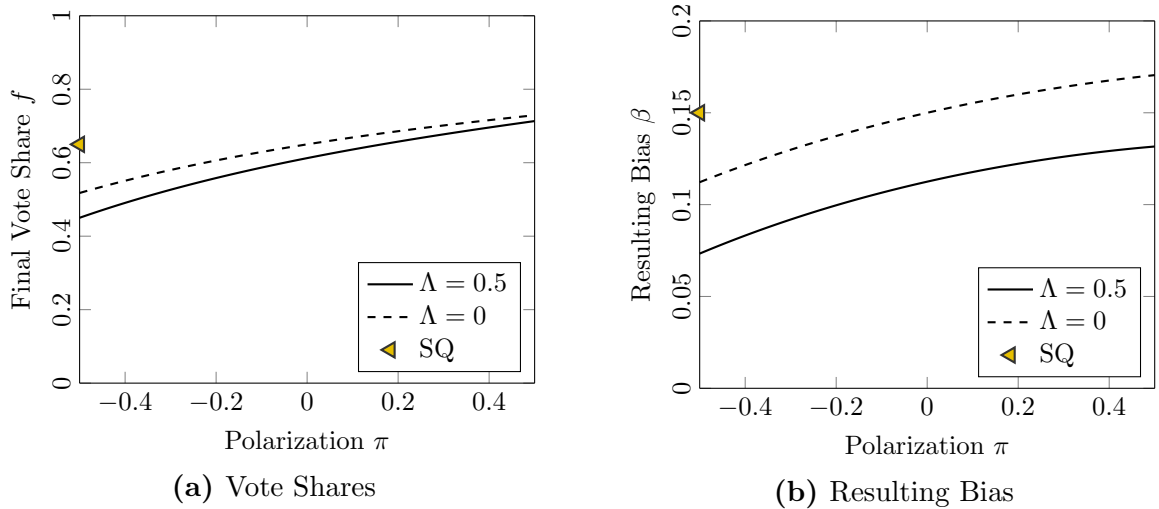 1
0.8
0.6
0.4
0.2
0
Final Vote Share f
−0.4 −0.2 0 0.2 0.4
Polarization π
Λ = 0.5
Λ = 0
SQ
(a) Vote Shares
0.2
0.15
0.1
0.05
0
Resulting Bias β
−0.4 −0.2 0 0.2 0.4
Polarization π
Λ = 0.5
Λ = 0
SQ
(b) Resulting Bias